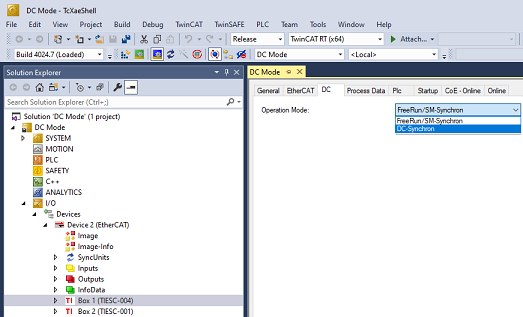 DC Mode - TcXaeShell
File Edit View Project Build Debug TwinCAT TwinSAFE PLC Team Tools Window Help
Release TwinCAT RT (x64) Attach...
Build 4024.7 (Loaded) DC Mode <Local>
Solution Explorer
Search Solution Explorer (Ctrl+;)
Solution 'DC Mode' (1 project)
DC Mode
SYSTEM
MOTION
PLC
SAFETY
C++
ANALYTICS
I/O
Devices
Device 2 (EtherCAT)
Image
Image-Info
SyncUnits
Inputs
Outputs
InfoData
Box 1 (TIESC-004)
Box 2 (TIESC-001)
DC Mode
General EtherCAT DC Process Data Plc Startup CoE - Online Online
Operation Mode: FreeRun/SM-Synchron
FreeRun/SM-Synchron
DC-Synchron